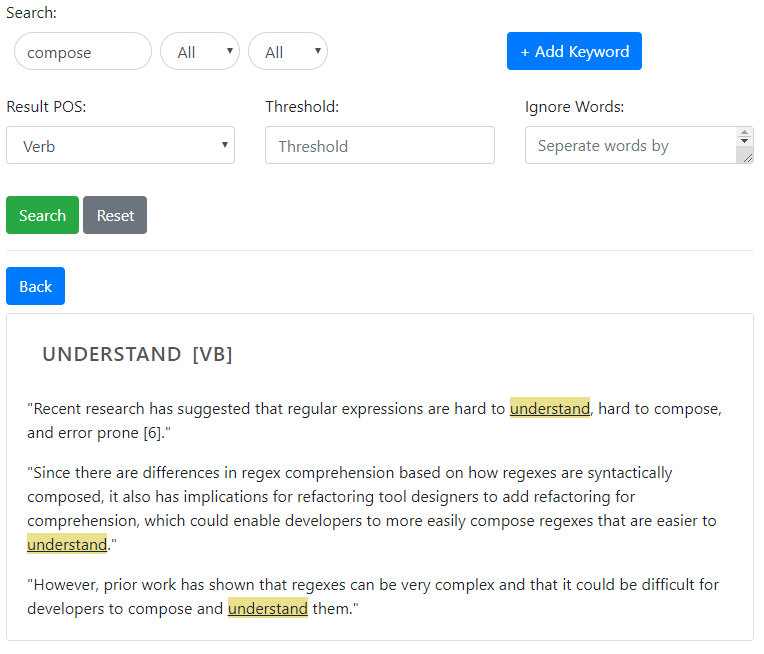 Search:
compose All All + Add Keyword
Result POS: Threshold: Ignore Words:
Verb Threshold Seperate words by
Search Reset
Back
UNDERSTAND [VB]
"Recent research has suggested that regular expressions are hard to understand, hard to compose,
and error prone [6]."
"Since there are differences in regex comprehension based on how regexes are syntactically
composed, it also has implications for refactoring tool designers to add refactoring for
comprehension, which could enable developers to more easily compose regexes that are easier to
understand."
"However, prior work has shown that regexes can be very complex and that it could be difficult for
developers to compose and understand them."